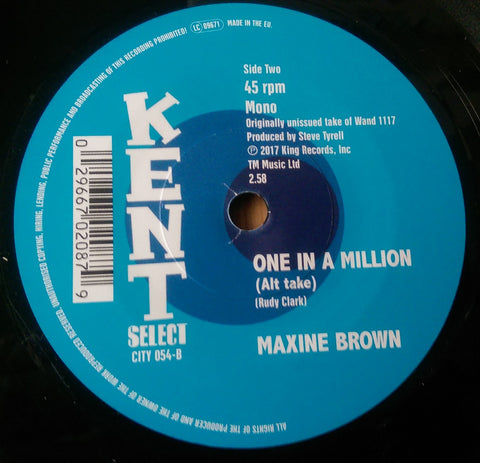 ALL RIGHTS OF THE PRODUCER AND OF THE OWNER OF THE WORK REPRODUCED RESERVED. UNAUTHORISED COPYING, HIRING, LENDING, PUBLIC PERFORMANCE AND BROADCASTING OF THIS RECORDING PROHIBITED! LC 09671 MADE IN THE EU.
Side Two
45 rpm
Mono
Originally unissued take of Wand 1117
Produced by Steve Tyrell
℗ 2017 King Records, Inc
TM Music Ltd
2.58
0 29667 02087 9
KENT
SELECT
CITY 054-B
ONE IN A MILLION
(Alt take)
(Rudy Clark)
MAXINE BROWN